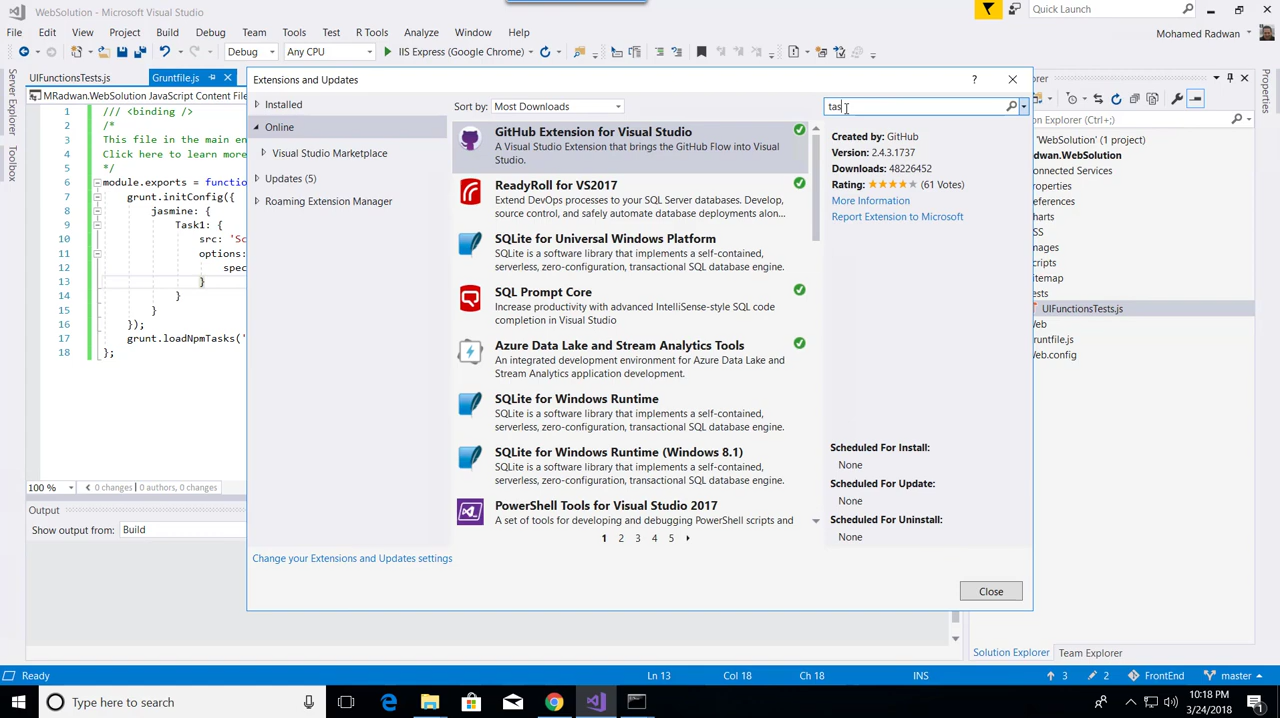 WebSolution - Microsoft Visual Studio
Quick Launch
File Edit View Project Build Debug Team Tools Test R Tools Analyze Window Help
Mohamed Radwan
Debug Any CPU IIS Express (Google Chrome)
Server Explorer
Toolbox
UIFunctionsTests.js Gruntfile.js
MRadwan.WebSolution JavaScript Content File
1 /// <binding />
2 /*
3 This file in the main en
4 Click here to learn more
5 */
6 module.exports = functio
7 grunt.initConfig({
8 jasmine: {
9 Task1: {
10 src: 'Sc
11 options:
12 spec
13 }
14 }
15 }
16 });
17 grunt.loadNpmTasks('
18 };
100 % 0 changes | 0 authors, 0 changes
Output
Show output from: Build
Extensions and Updates
?
Installed
Online
Visual Studio Marketplace
Updates (5)
Roaming Extension Manager
Change your Extensions and Updates settings
Sort by: Most Downloads
GitHub Extension for Visual Studio
A Visual Studio Extension that brings the GitHub Flow into Visual
Studio.
ReadyRoll for VS2017
Extend DevOps processes to your SQL Server Databases. Develop,
source control, and safely automate database deployments alon...
SQLite for Universal Windows Platform
SQLite is a software library that implements a self-contained,
serverless, zero-configuration, transactional SQL database engine.
SQL Prompt Core
Increase productivity with advanced IntelliSense-style SQL code
completion in Visual Studio
Azure Data Lake and Stream Analytics Tools
An integrated development environment for Azure Data Lake and
Stream Analytics application development.
SQLite for Windows Runtime
SQLite is a software library that implements a self-contained,
serverless, zero-configuration, transactional SQL database engine.
SQLite for Windows Runtime (Windows 8.1)
SQLite is a software library that implements a self-contained,
serverless, zero-configuration, transactional SQL database engine.
PowerShell Tools for Visual Studio 2017
A set of tools for developing and debugging PowerShell scripts and
1 2 3 4 5
tas
Created by: GitHub
Version: 2.4.3.1737
Downloads: 48226452
Rating: (61 Votes)
More Information
Report Extension to Microsoft
Scheduled For Install:
None
Scheduled For Update:
None
Scheduled For Uninstall:
None
Close
orer
Explorer (Ctrl+;)
'WebSolution' (1 project)
Radwan.WebSolution
onnected Services
operties
eferences
harts
SS
nages
cripts
itemap
ests
UIFunctionsTests.js
Veb
runtfile.js
Veb.config
Solution Explorer Team Explorer
Properties
Ready Ln 13 Col 18 Ch 18 INS 3 2 FrontEnd master
Type here to search
10:18 PM
3/24/2018
1